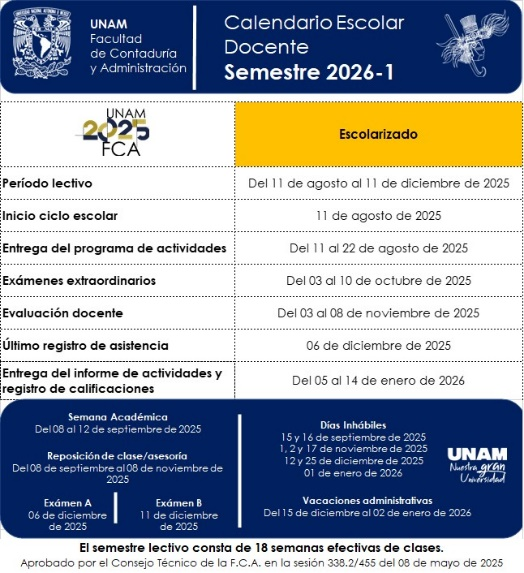 UNAM
Facultad
de Contaduría
y Administración
Calendario Escolar
Docente
Semestre 2026-1
UNAM
2025
FCA
Escolarizado
Período lectivo
Del 11 de agosto al 11 de diciembre de 2025
Inicio ciclo escolar
11 de agosto de 2025
Entrega del programa de actividades
Del 11 al 22 de agosto de 2025
Exámenes extraordinarios
Del 03 al 10 de octubre de 2025
Evaluación docente
Del 03 al 08 de noviembre de 2025
Último registro de asistencia
06 de diciembre de 2025
Entrega del informe de actividades y
registro de calificaciones
Del 05 al 14 de enero de 2026
Semana Académica
Del 08 al 12 de septiembre de 2025
Reposición de clase/asesoría
Del 08 de septiembre al 08 de noviembre de
2025
Exámen A
06 de diciembre
de 2025
Exámen B
11 de diciembre
de 2025
Días Inhábiles
15 y 16 de septiembre de 2025
1, 2 y 17 de noviembre de 2025
12 y 25 de diciembre de 2025
01 de enero de 2026
Vacaciones administrativas
Del 15 de diciembre al 02 de enero de 2026
UNAM
Nuestra gran
Universidad
El semestre lectivo consta de 18 semanas efectivas de clases.
Aprobado por el Consejo Técnico de la F.C.A. en la sesión 338.2/455 del 08 de mayo de 2025